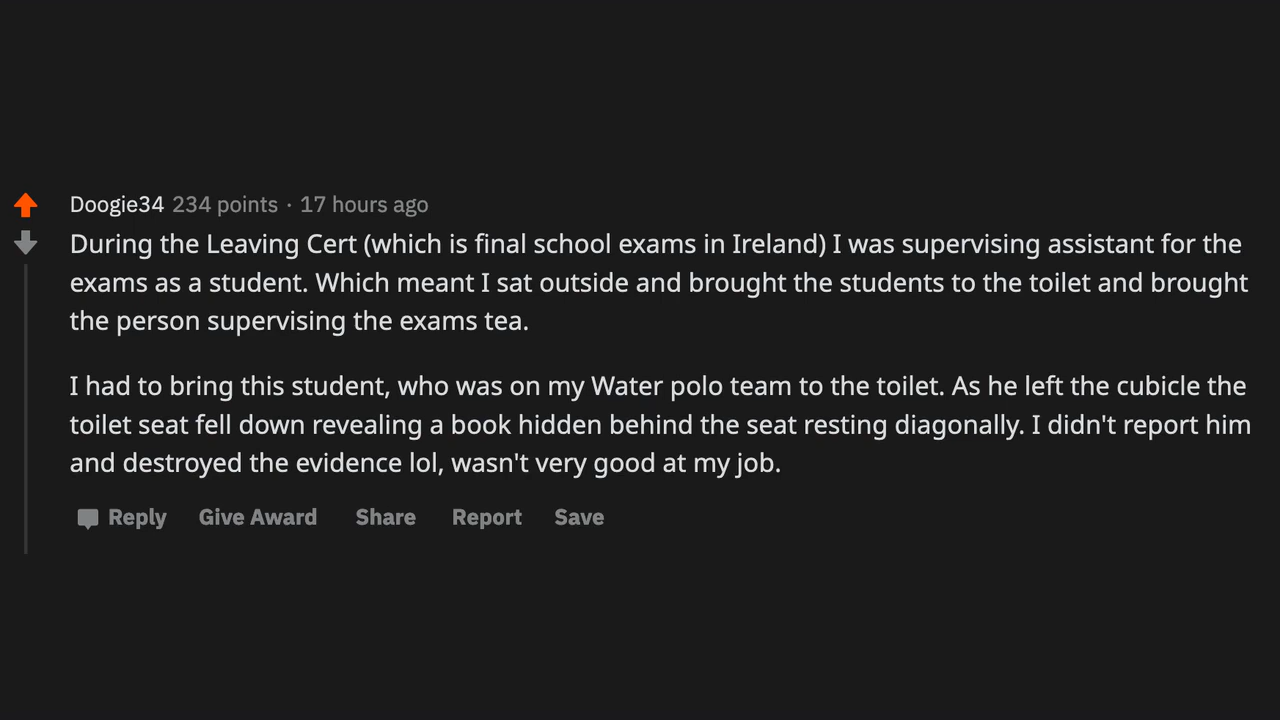 Doogie34 234 points · 17 hours ago
During the Leaving Cert (which is final school exams in Ireland) I was supervising assistant for the
exams as a student. Which meant I sat outside and brought the students to the toilet and brought
the person supervising the exams tea.
I had to bring this student, who was on my Water polo team to the toilet. As he left the cubicle the
toilet seat fell down revealing a book hidden behind the seat resting diagonally. I didn't report him
and destroyed the evidence lol, wasn't very good at my job.
Reply Give Award Share Report Save